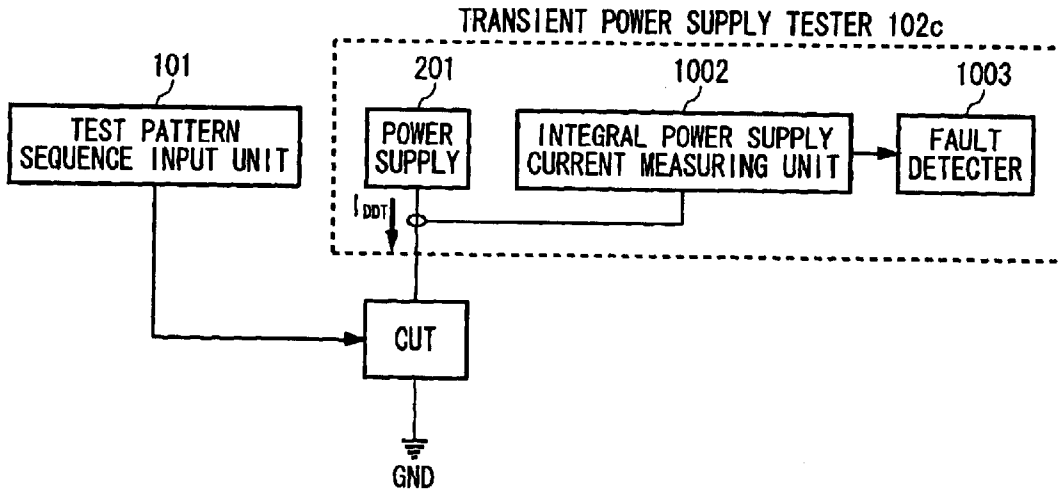 TRANSIENT POWER SUPPLY TESTER 102c
101
201
1002
1003
TEST PATTERN
SEQUENCE INPUT UNIT
POWER
SUPPLY
INTEGRAL POWER SUPPLY
CURRENT MEASURING UNIT
FAULT
DETECTER
IDDT
CUT
GND